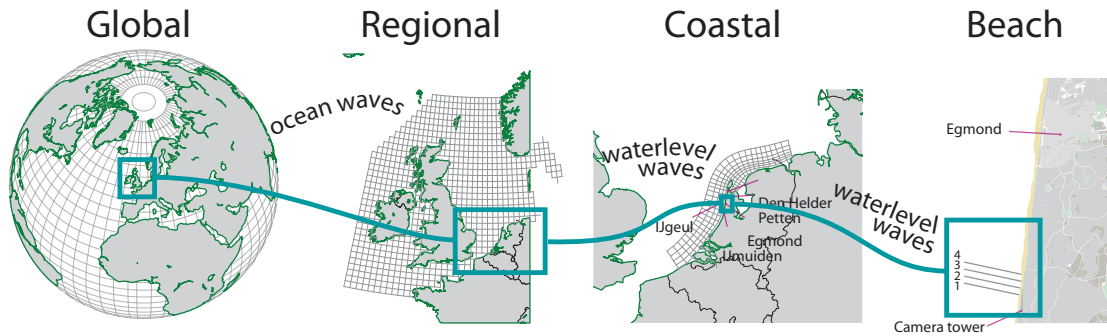 Global
Regional
Coastal
Beach
ocean waves
waterlevel
waves
Den Helder
Petten
IJgeul
Egmond
IJmuiden
waterlevel
waves
Egmond
4
3
2
1
Camera tower